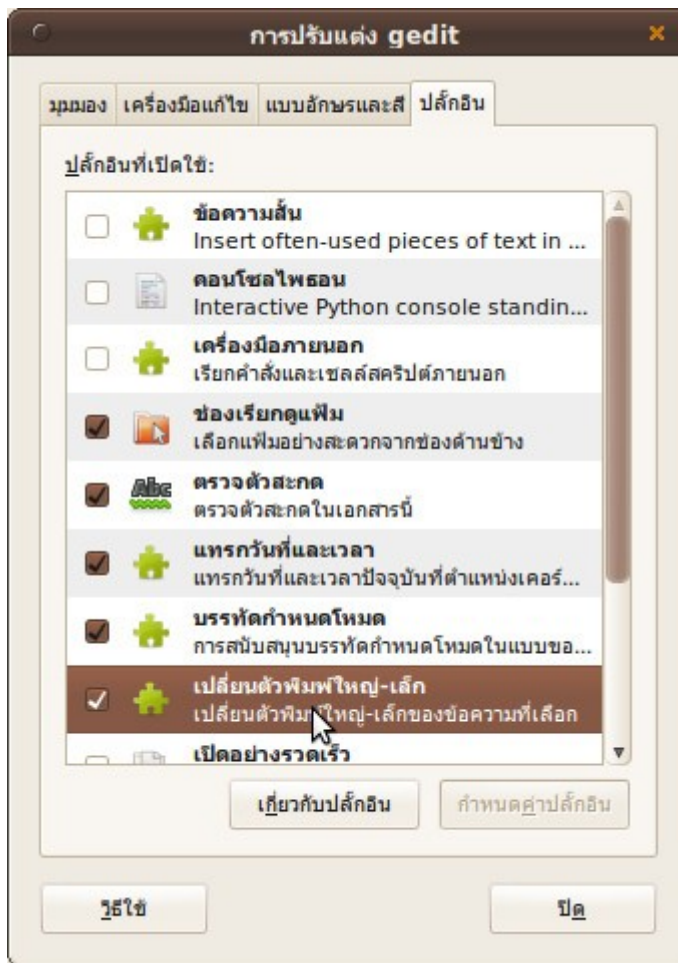 การปรับแต่ง gedit
มุมมอง เครื่องมือแก้ไข แบบอักษรและสี ปลั๊กอิน
ปลั๊กอินที่เปิดใช้:
ข้อความสั้น
Insert often-used pieces of text in ...
คอนโซลไพธอน
Interactive Python console standin...
เครื่องมือภายนอก
เรียกคำสั่งและเชลล์สคริปต์ภายนอก
ช่องเรียกดูแฟ้ม
เลือกแฟ้มอย่างสะดวกจากช่องด้านข้าง
Abc
ตรวจตัวสะกด
ตรวจตัวสะกดในเอกสารนี้
แทรกวันที่และเวลา
แทรกวันที่และเวลาปัจจุบันที่ตำแหน่งเคอร์...
บรรทัดกำหนดโหมด
การสนับสนุนบรรทัดกำหนดโหมดในแบบขอ...
เปลี่ยนตัวพิมพ์ใหญ่-เล็ก
เปลี่ยนตัวพิมพ์ใหญ่-เล็กของข้อความที่เลือก
เปิดอย่างรวดเร็ว
เกี่ยวกับปลั๊กอิน กำหนดค่าปลั๊กอิน
วิธีใช้ ปิด